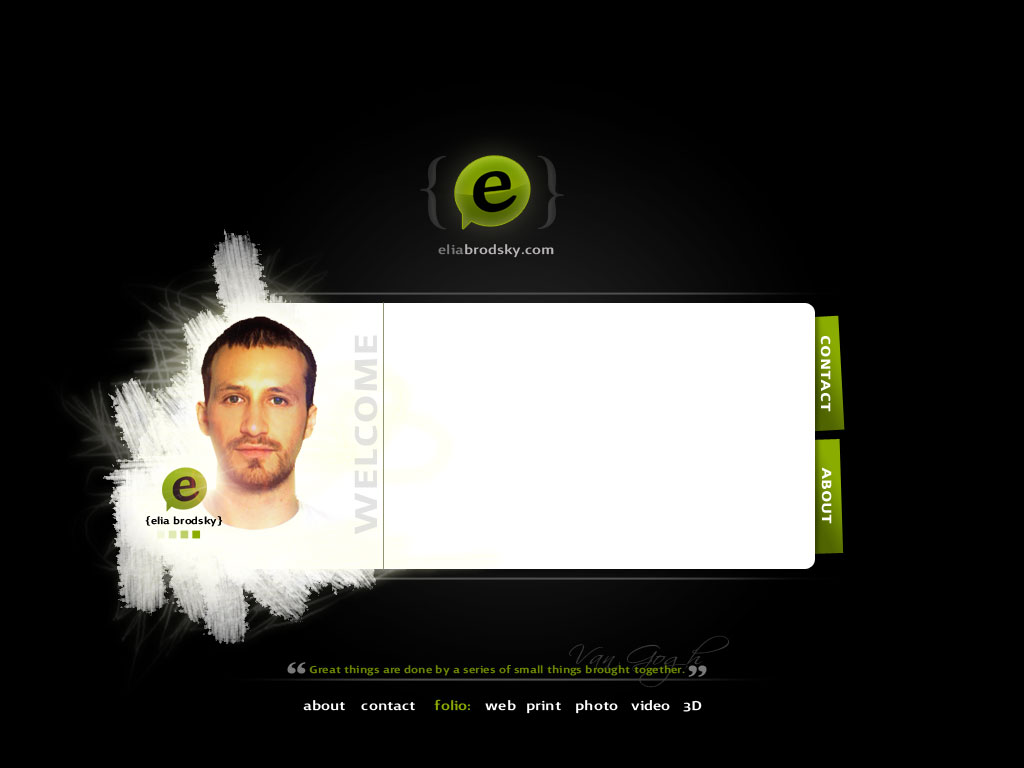 { e }
eliabrodsky.com
WELCOME
CONTACT
ABOUT
e
{elia brodsky}
Van Gogh
“ Great things are done by a series of small things brought together. ”
about contact folio: web print photo video 3D